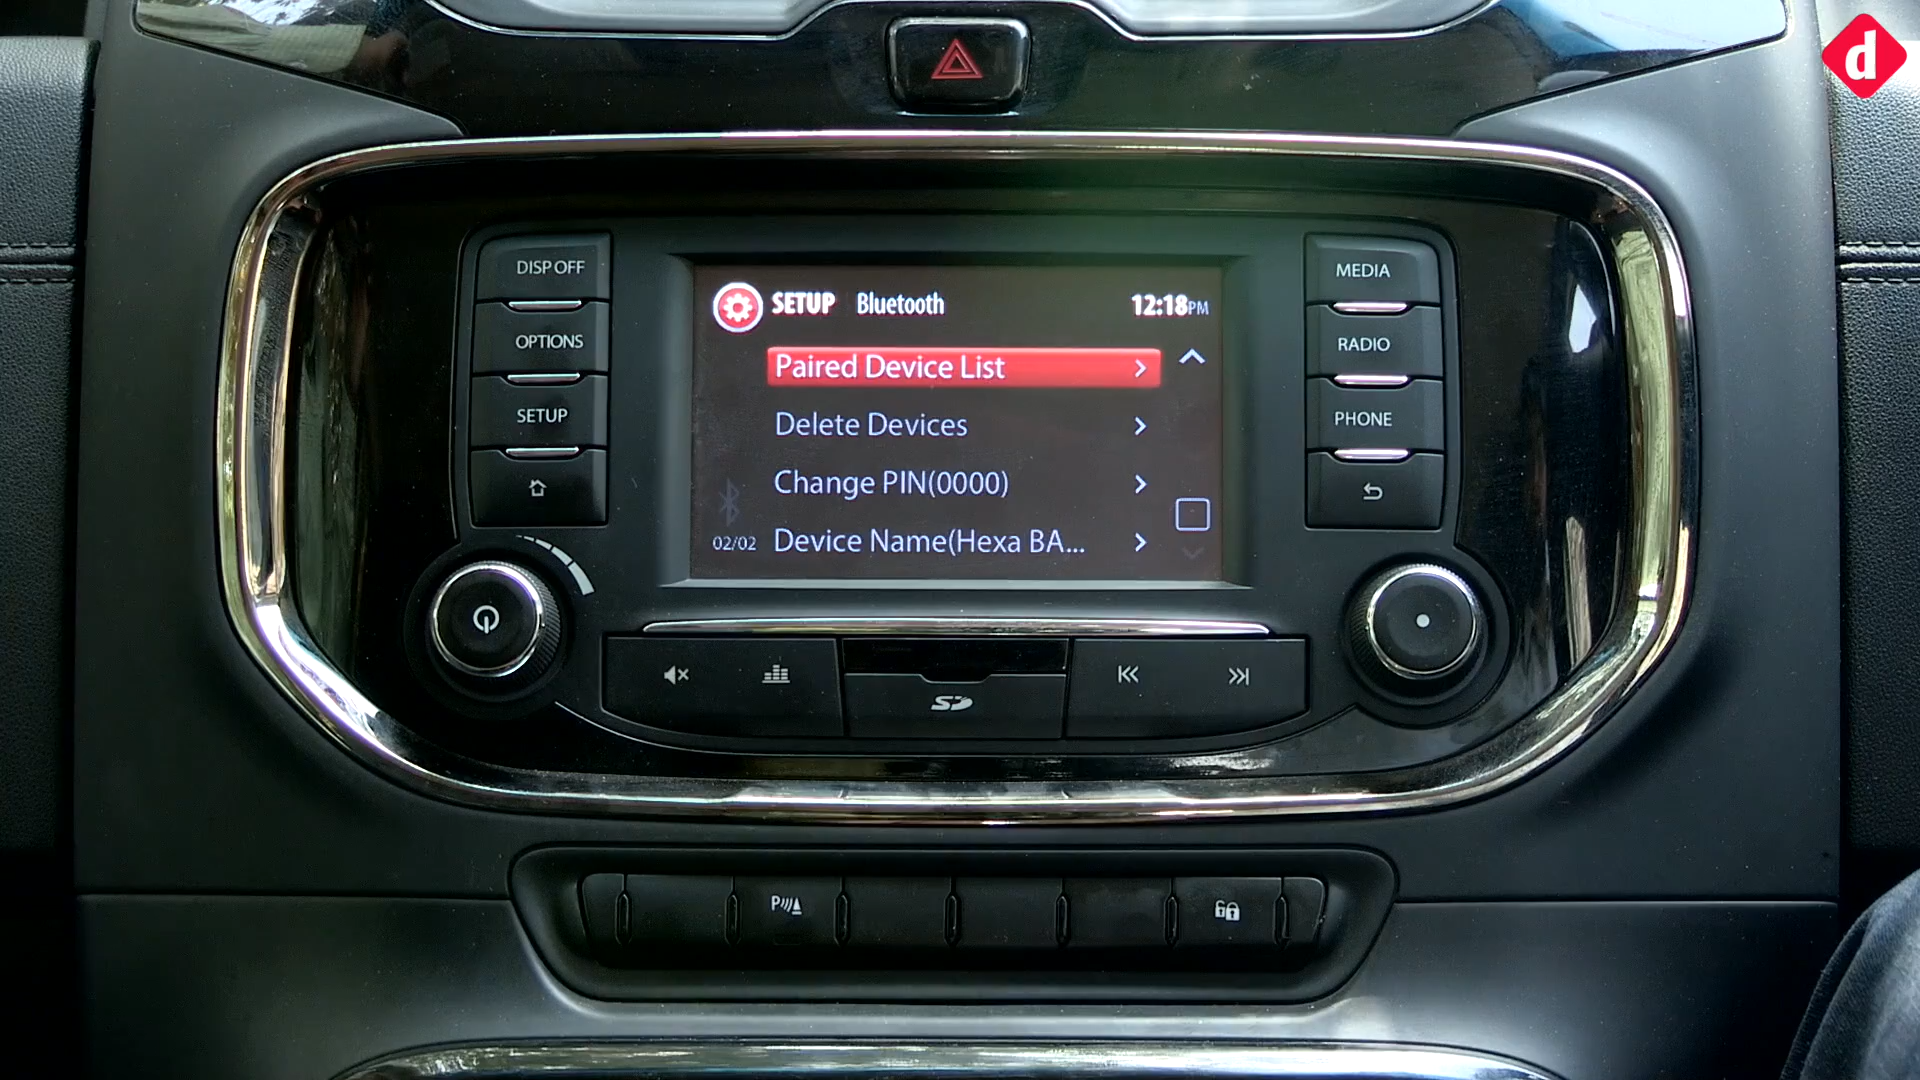 d
DISP OFF
OPTIONS
SETUP
SETUP Bluetooth 12:18PM
Paired Device List
Delete Devices
Change PIN(0000)
02/02 Device Name(Hexa BA...
MEDIA
RADIO
PHONE
SD
P